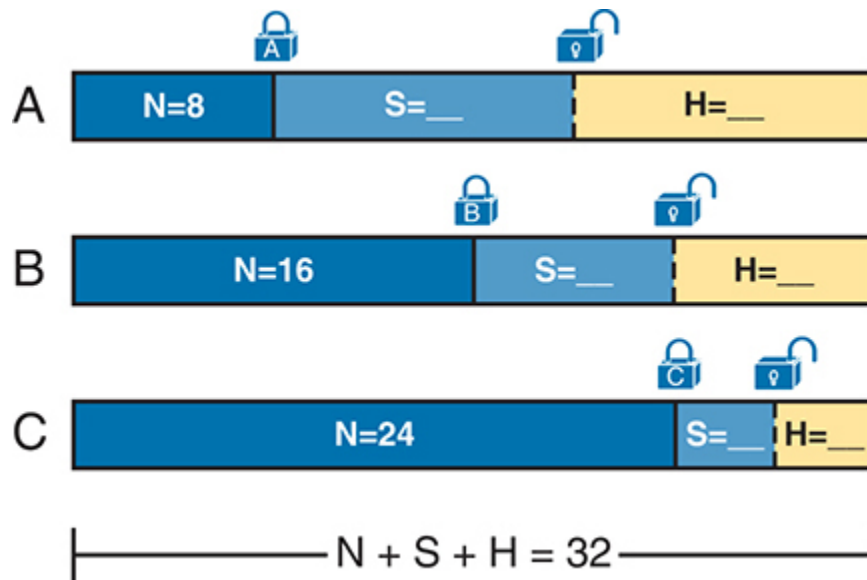 A
A N=8 S=__ H=__
B
B N=16 S=__ H=__
C
C N=24 S=__ H=__
N + S + H = 32